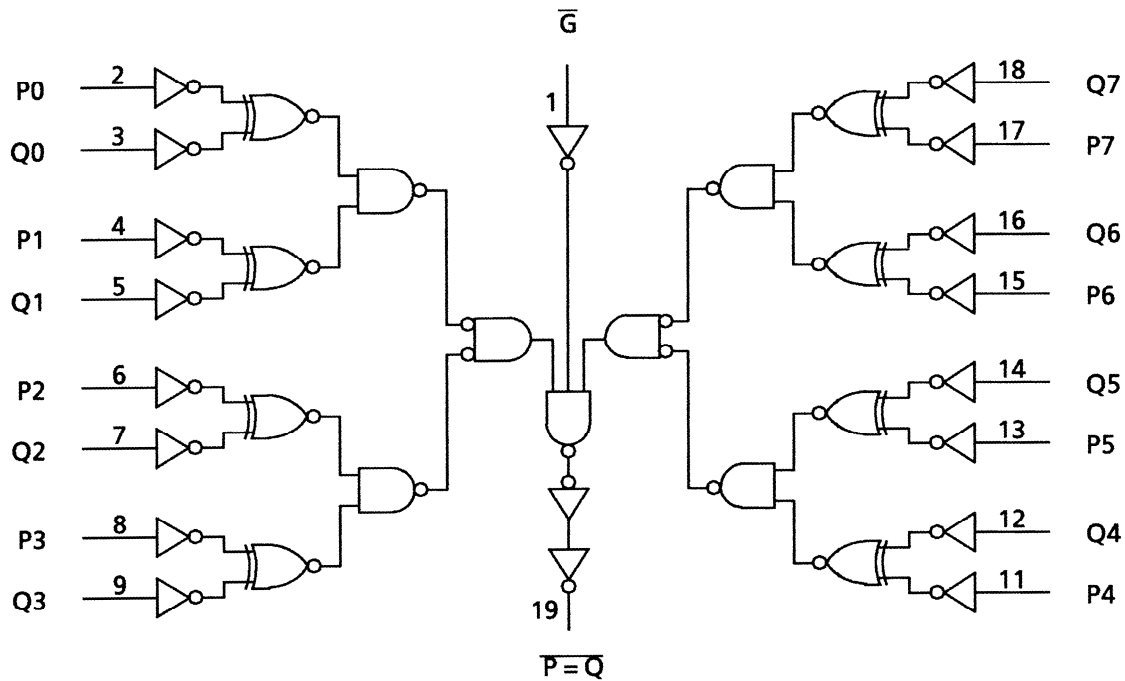 G̅
P0 2 18 Q7
1
Q0 3 17 P7
P1 4 16 Q6
Q1 5 15 P6
P2 6 14 Q5
Q2 7 13 P5
P3 8 12 Q4
Q3 9 11 P4
19
P̅ ̅=̅ ̅Q̅